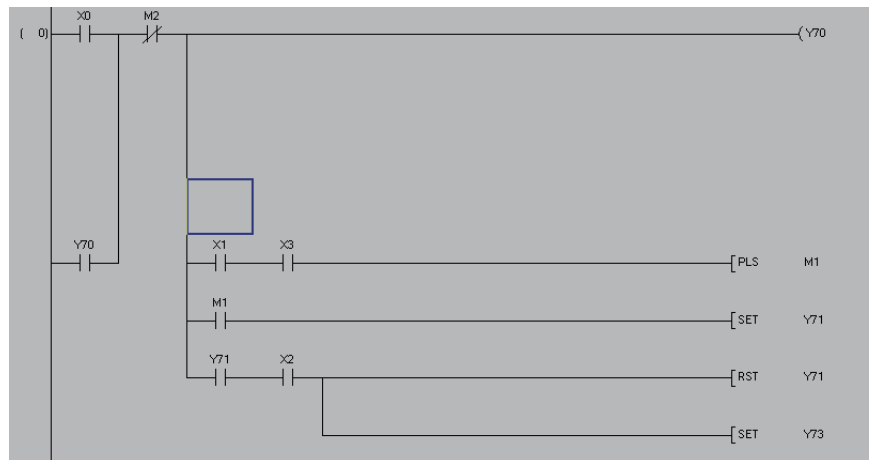 X0 M2
( 0) ( Y70
Y70 X1 X3 [ PLS M1
M1 [ SET Y71
Y71 X2 [ RST Y71
[ SET Y73